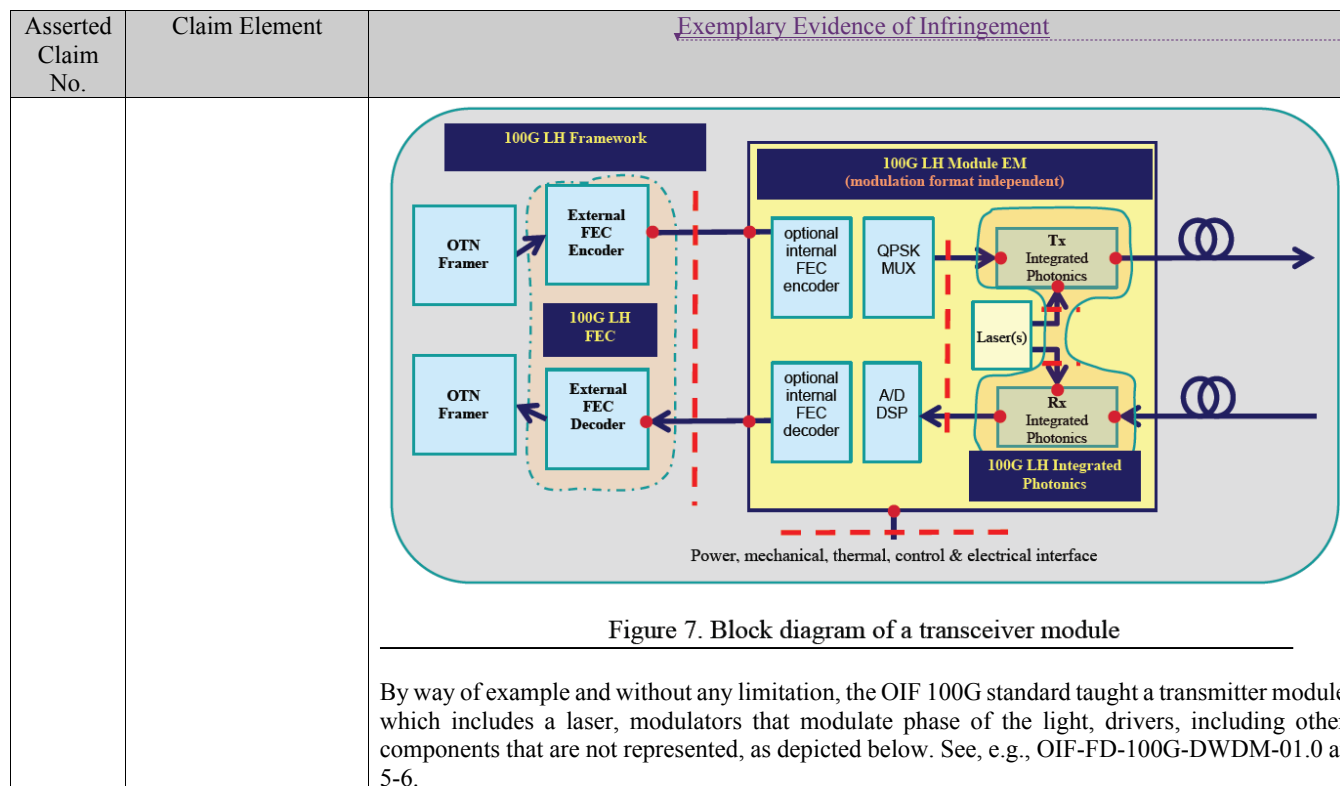 Asserted
Claim
No.
Claim Element
Exemplary Evidence of Infringement
100G LH Framework
100G LH Module EM
(modulation format independent)
OTN
Framer
External
FEC
Encoder
optional
internal
FEC
encoder
QPSK
MUX
Tx
Integrated
Photonics
100G LH
FEC
Laser(s)
OTN
Framer
External
FEC
Decoder
optional
internal
FEC
decoder
A/D
DSP
Rx
Integrated
Photonics
100G LH Integrated
Photonics
Power, mechanical, thermal, control & electrical interface
Figure 7. Block diagram of a transceiver module
By way of example and without any limitation, the OIF 100G standard taught a transmitter module
which includes a laser, modulators that modulate phase of the light, drivers, including other
components that are not represented, as depicted below. See, e.g., OIF-FD-100G-DWDM-01.0 a
5-6.